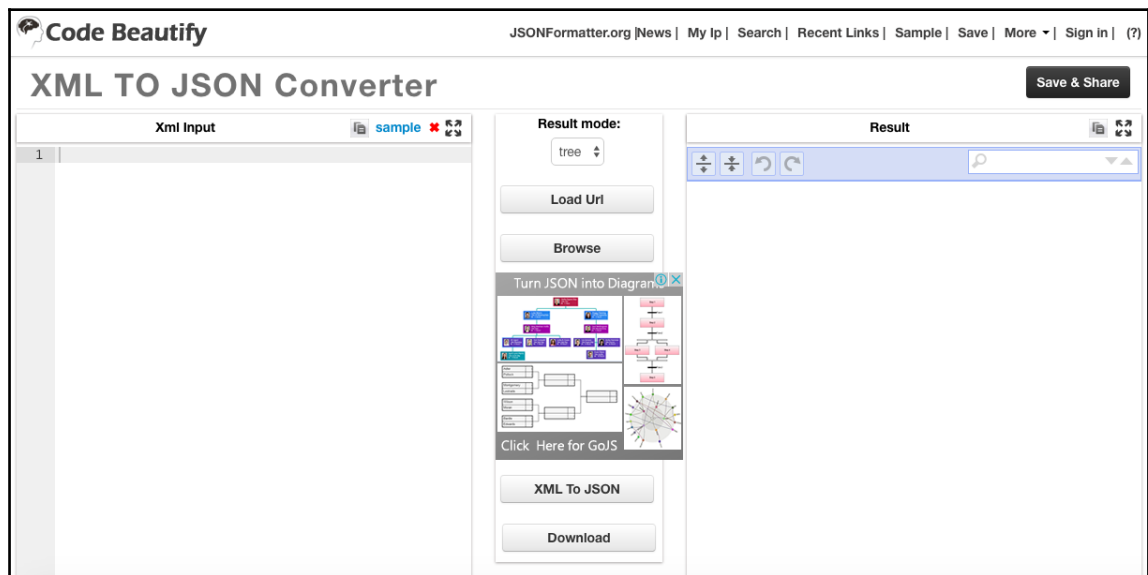 Code Beautify
JSONFormatter.org |News | My Ip | Search | Recent Links | Sample | Save | More | Sign in | (?)
XML TO JSON Converter
Save & Share
Xml Input
sample
1
Result mode:
tree
Load Url
Browse
Turn JSON into Diagrams
Click Here for GoJS
XML To JSON
Download
Result